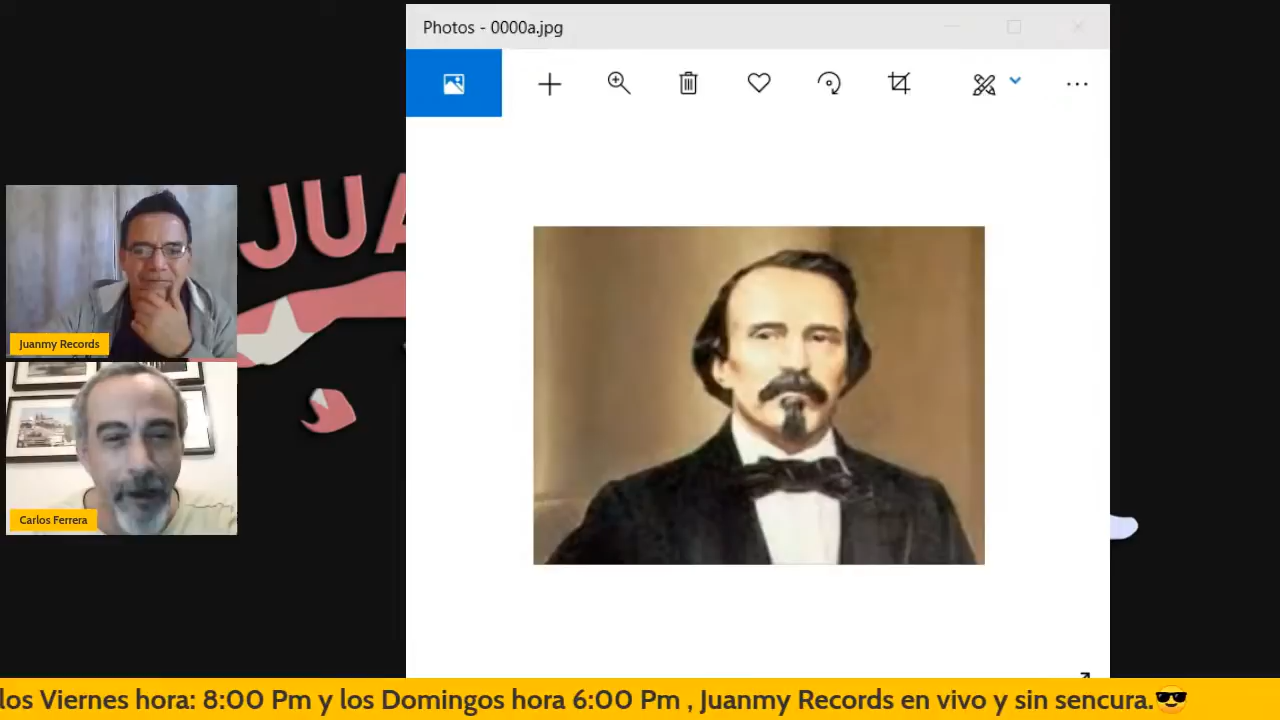 Photos - 0000a.jpg
JUA
Juanmy Records
Carlos Ferrera
los Viernes hora: 8:00 Pm y los Domingos hora 6:00 Pm , Juanmy Records en vivo y sin sencura.😎